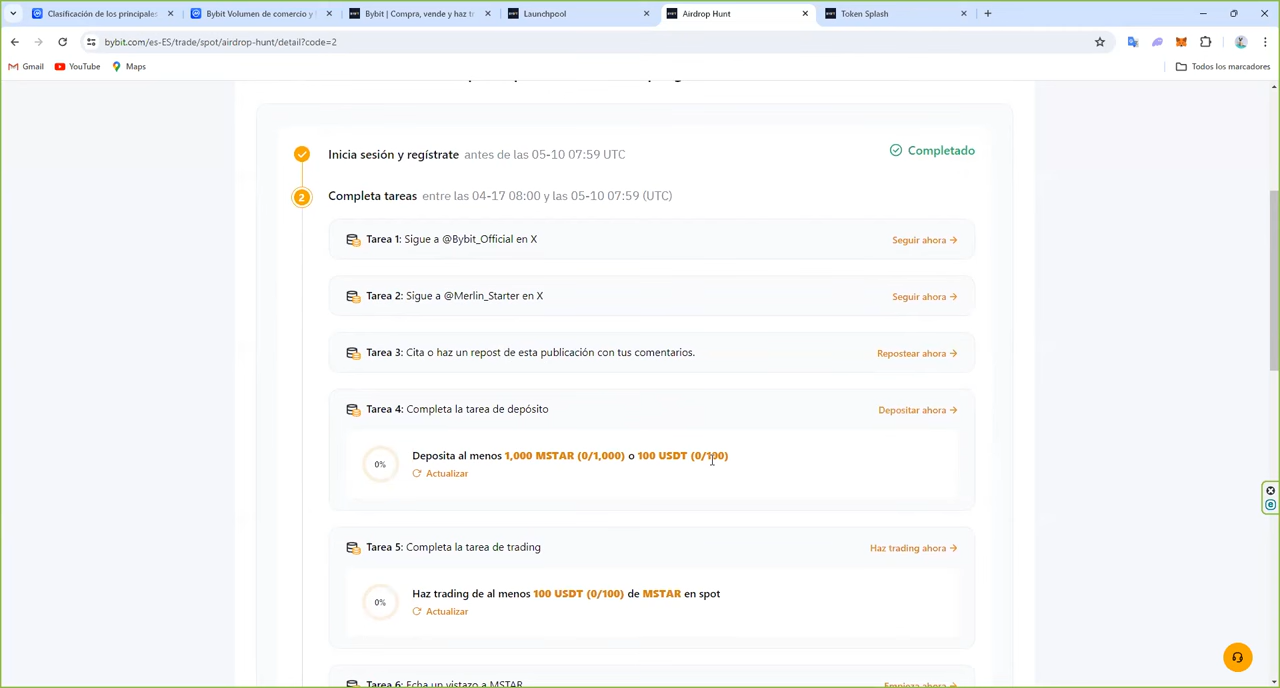 Clasificación de los principales
Bybit Volumen de comercio y
Bybit | Compra, vende y haz t
Launchpool
Airdrop Hunt
Token Splash
bybit.com/es-ES/trade/spot/airdrop-hunt/detail?code=2
Gmail
YouTube
Maps
Todos los marcadores
Inicia sesión y regístrate antes de las 05-10 07:59 UTC
Completado
2
Completa tareas entre las 04-17 08:00 y las 05-10 07:59 (UTC)
Tarea 1: Sigue a @Bybit_Official en X
Seguir ahora →
Tarea 2: Sigue a @Merlin_Starter en X
Seguir ahora →
Tarea 3: Cita o haz un repost de esta publicación con tus comentarios.
Repostear ahora →
Tarea 4: Completa la tarea de depósito
Depositar ahora →
0%
Deposita al menos 1,000 MSTAR (0/1,000) o 100 USDT (0/100)
Actualizar
Tarea 5: Completa la tarea de trading
Haz trading ahora →
0%
Haz trading de al menos 100 USDT (0/100) de MSTAR en spot
Actualizar
Tarea 6: Echa un vistazo a MSTAR
Empieza ahora →